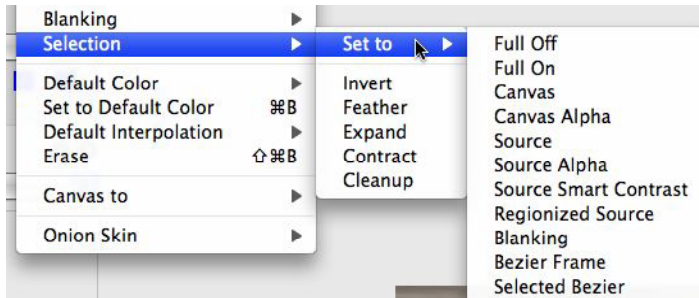 Blanking
Selection
Default Color
Set to Default Color ⌘B
Default Interpolation
Erase ⇧⌘B
Canvas to
Onion Skin
Set to
Invert
Feather
Expand
Contract
Cleanup
Full Off
Full On
Canvas
Canvas Alpha
Source
Source Alpha
Source Smart Contrast
Regionized Source
Blanking
Bezier Frame
Selected Bezier